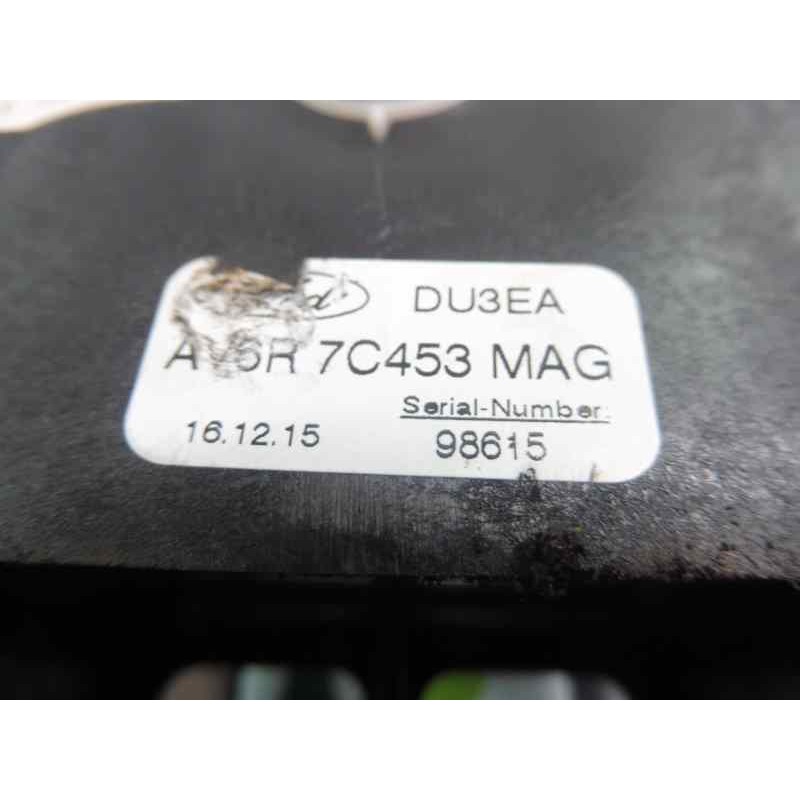 DU3EA
7C453 MAG
Serial-Number:
16.12.15 98615